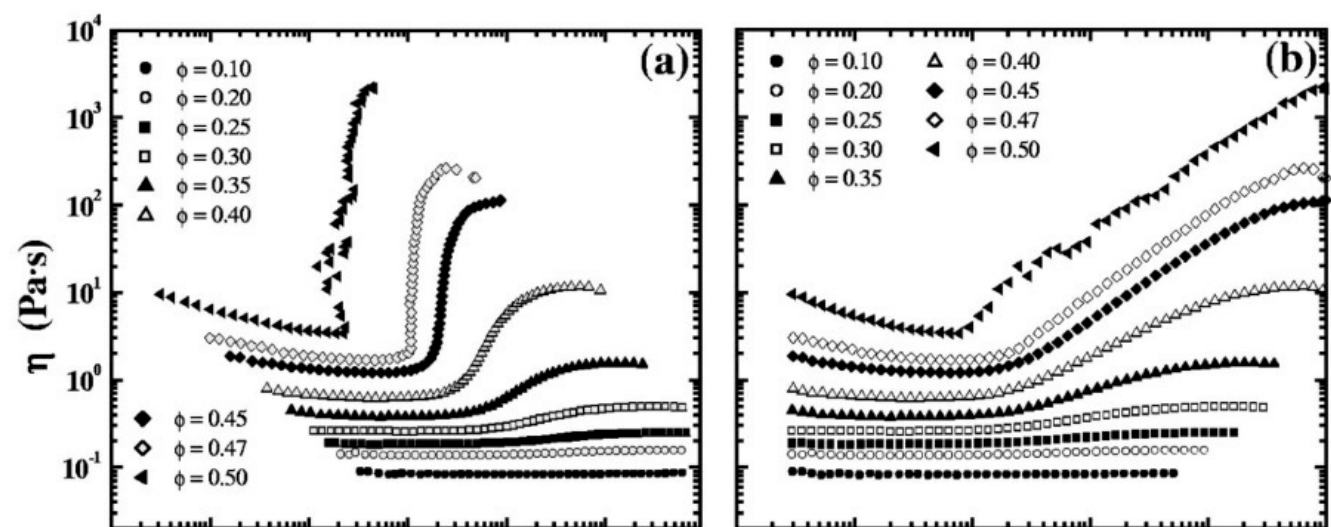 10⁴
10³
10²
10¹
10⁰
10⁻¹
η (Pa·s)
(a)
ϕ = 0.10
ϕ = 0.20
ϕ = 0.25
ϕ = 0.30
ϕ = 0.35
ϕ = 0.40
ϕ = 0.45
ϕ = 0.47
ϕ = 0.50
(b)
ϕ = 0.10
ϕ = 0.20
ϕ = 0.25
ϕ = 0.30
ϕ = 0.35
ϕ = 0.40
ϕ = 0.45
ϕ = 0.47
ϕ = 0.50